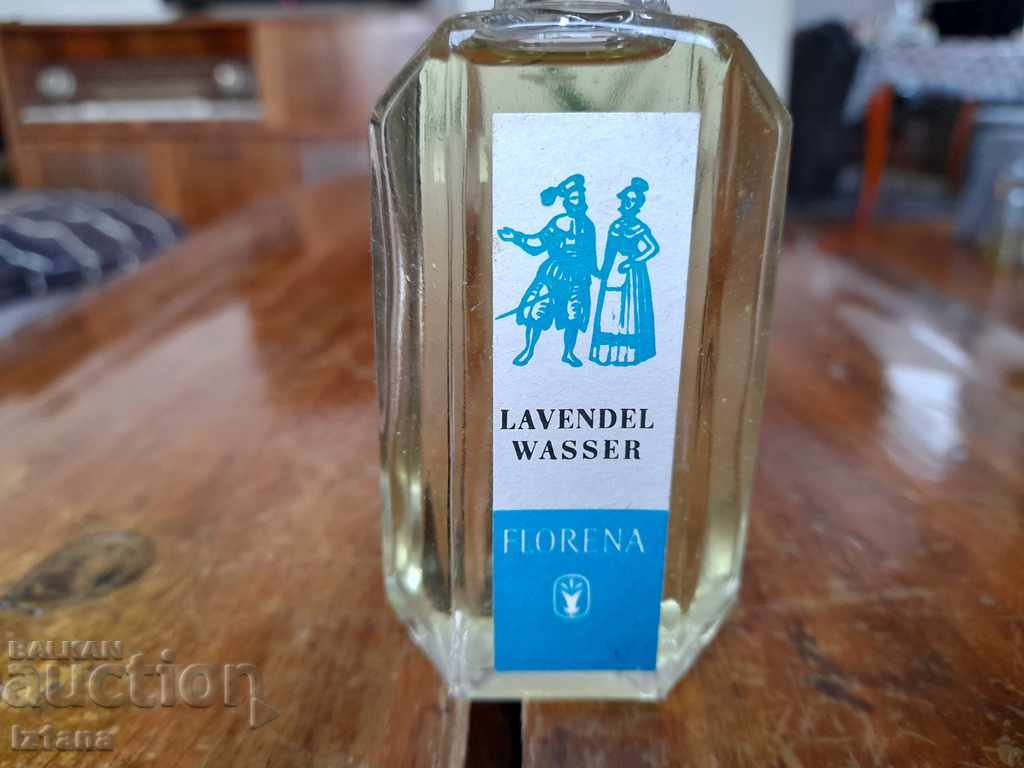 LAVENDEL
WASSER
FLORENA
BALKAN
auction
Iztana